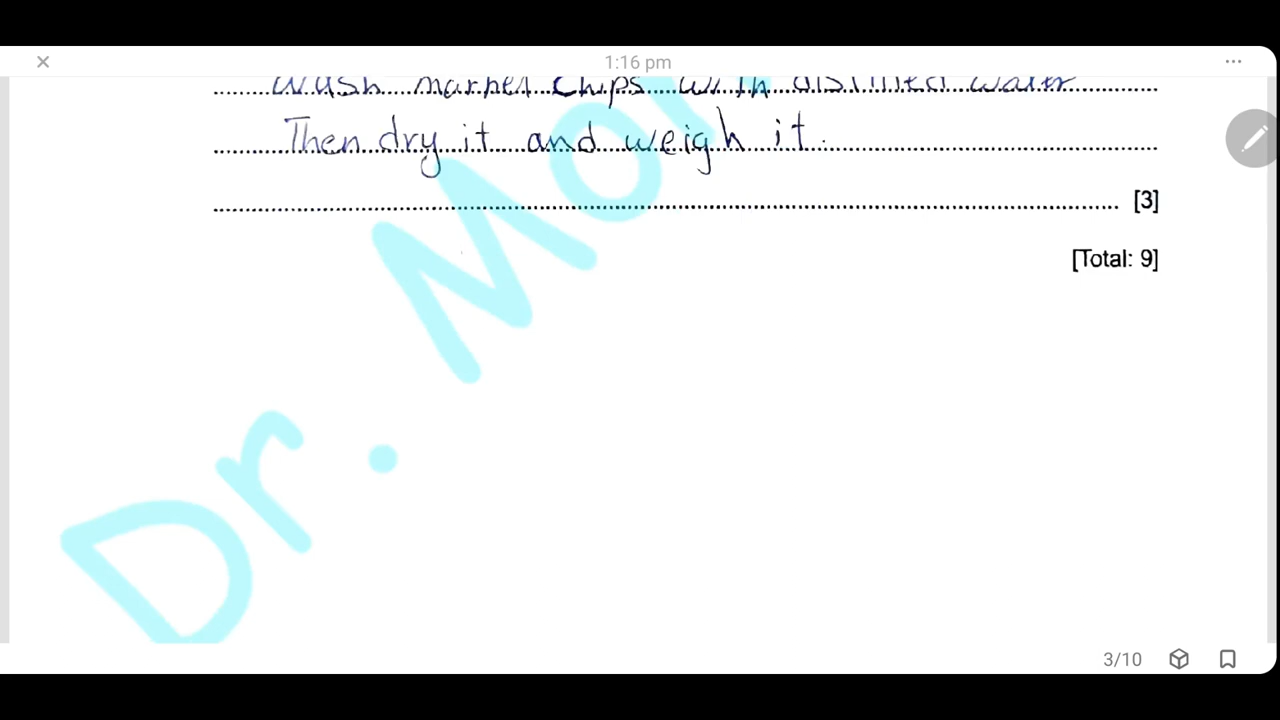 1:16 pm
wash marbel chips with distilled water
Then dry it and weigh it.
[3]
[Total: 9]
Dr. Mo
3/10